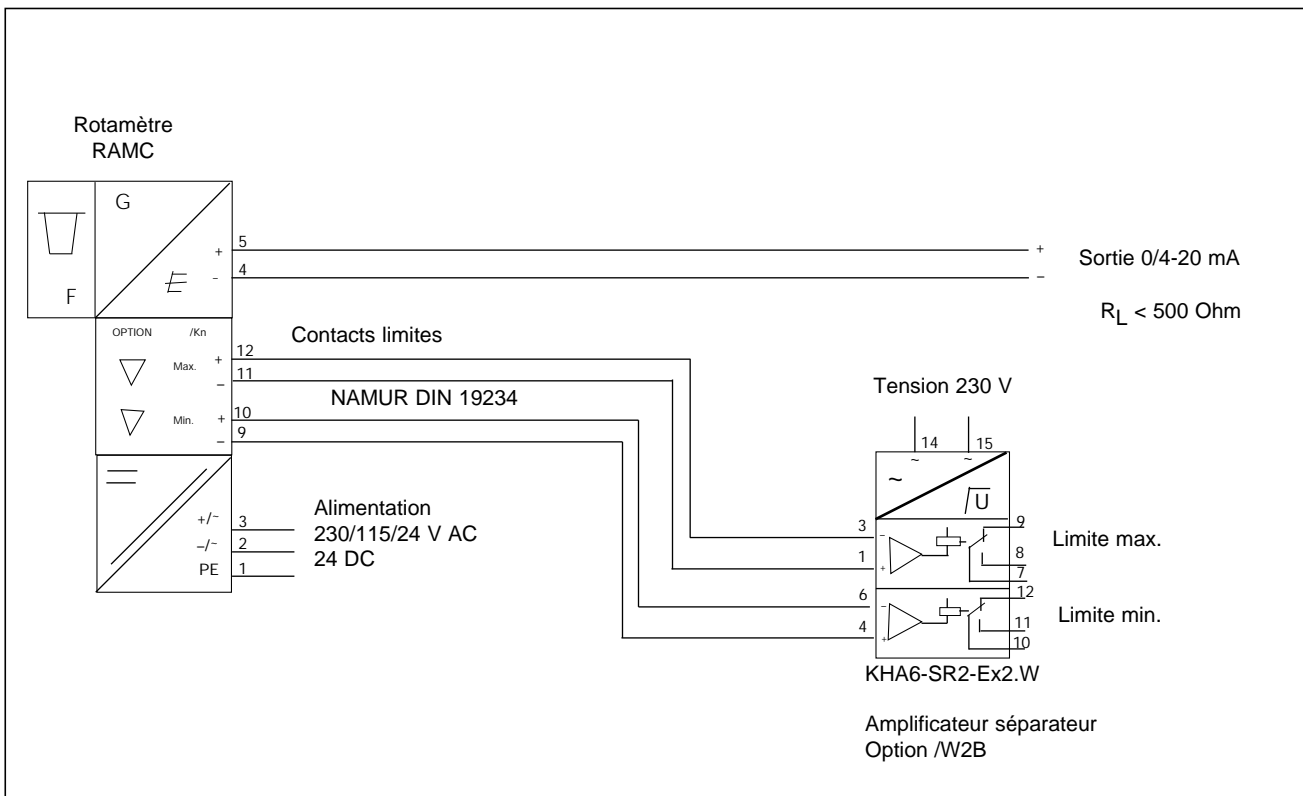 Rotamètre
RAMC
G
F
E
+ 5
- 4
+
−
Sortie 0/4-20 mA
RL < 500 Ohm
OPTION /Kn
Max. + 12
− 11
Min. + 10
− 9
Contacts limites
NAMUR DIN 19234
+/~ 3
−/~ 2
PE 1
Alimentation
230/115/24 V AC
24 DC
Tension 230 V
14 15
~ ~
~
U
3 −
1 +
9
8
7
Limite max.
6 −
4 +
12
11
10
Limite min.
KHA6-SR2-Ex2.W
Amplificateur séparateur
Option /W2B